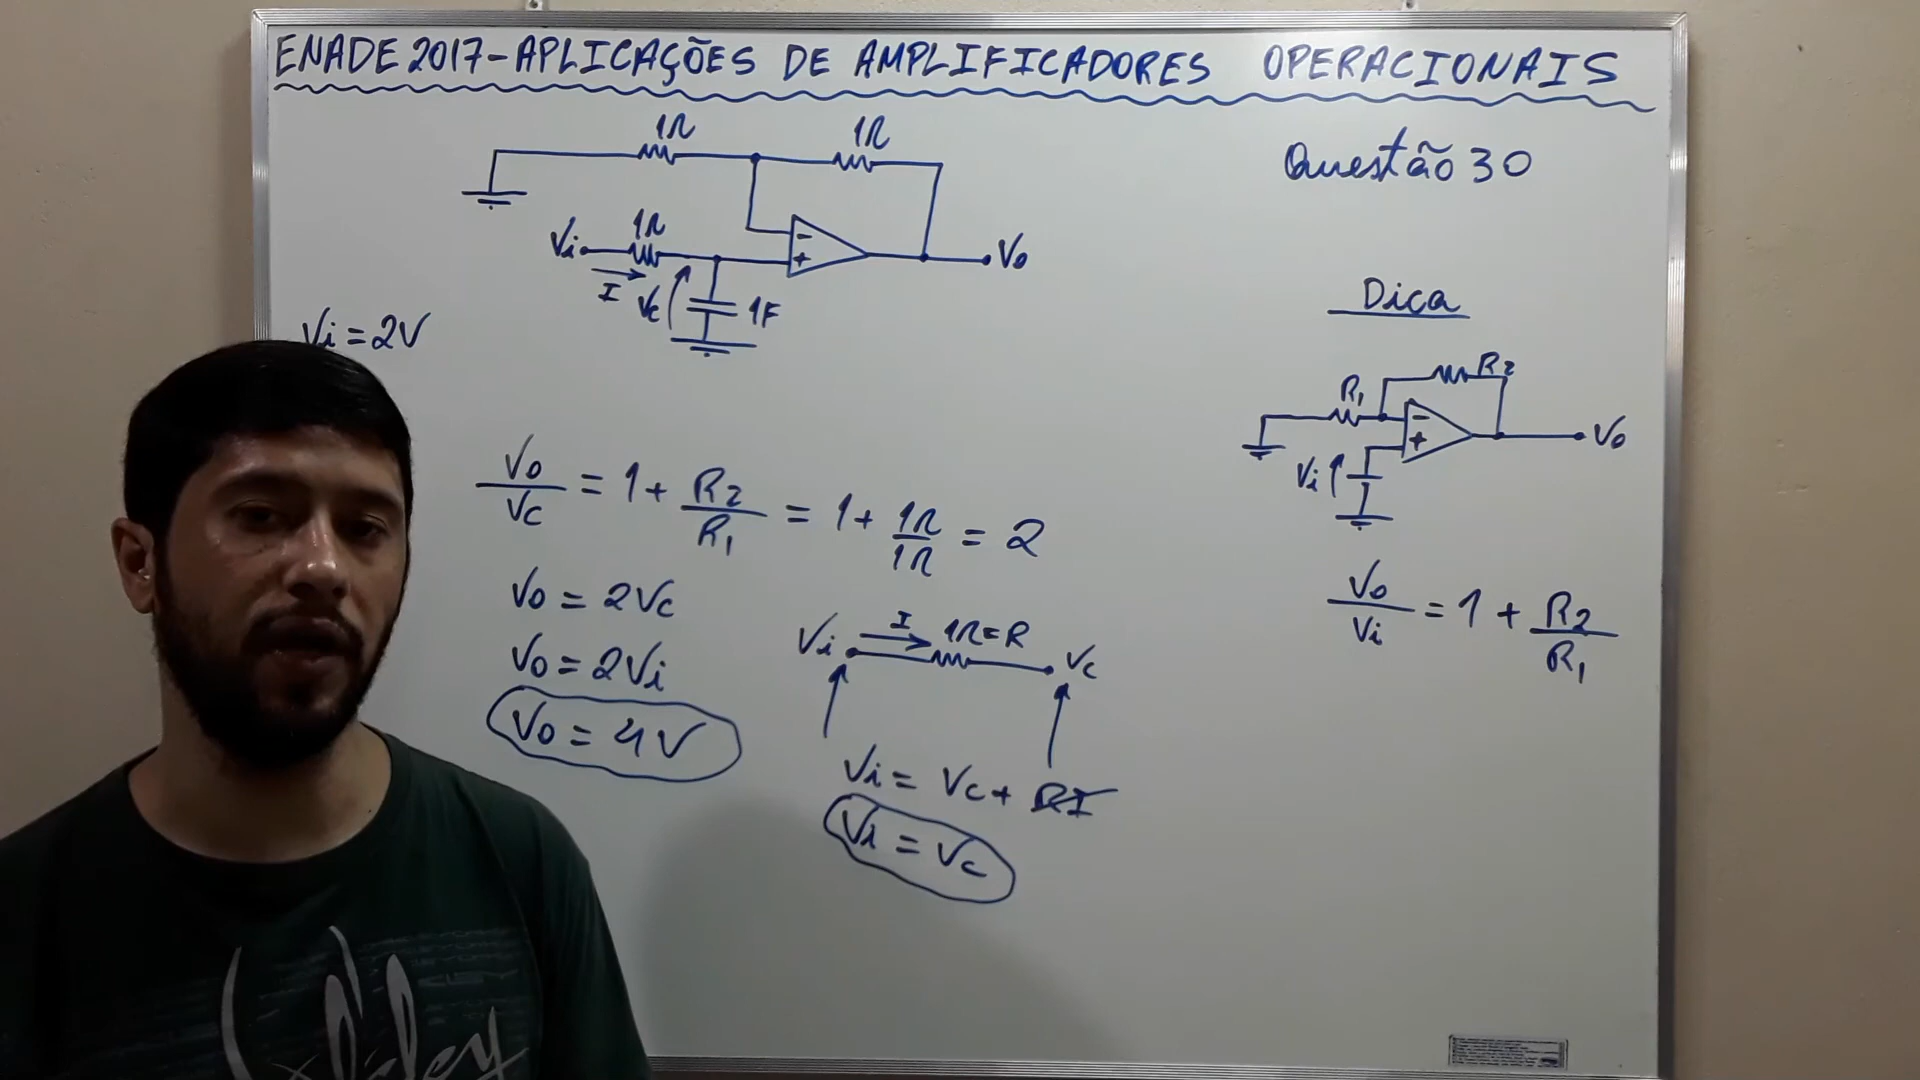 ENADE 2017 - APLICAÇÕES DE AMPLIFICADORES OPERACIONAIS
Questão 30
1Ω
1Ω
Vi
1Ω
I
Vc
1F
-
+
Vo
Vi = 2V
Vo/Vc = 1 + R2/R1 = 1 + 1Ω/1Ω = 2
Vo = 2Vc
Vo = 2Vi
Vo = 4V
Vi
I
1Ω = R
Vc
Vi = Vc + RI
Vi = Vc
Dica
R1
R2
-
+
Vi
Vo
Vo/Vi = 1 + R2/R1